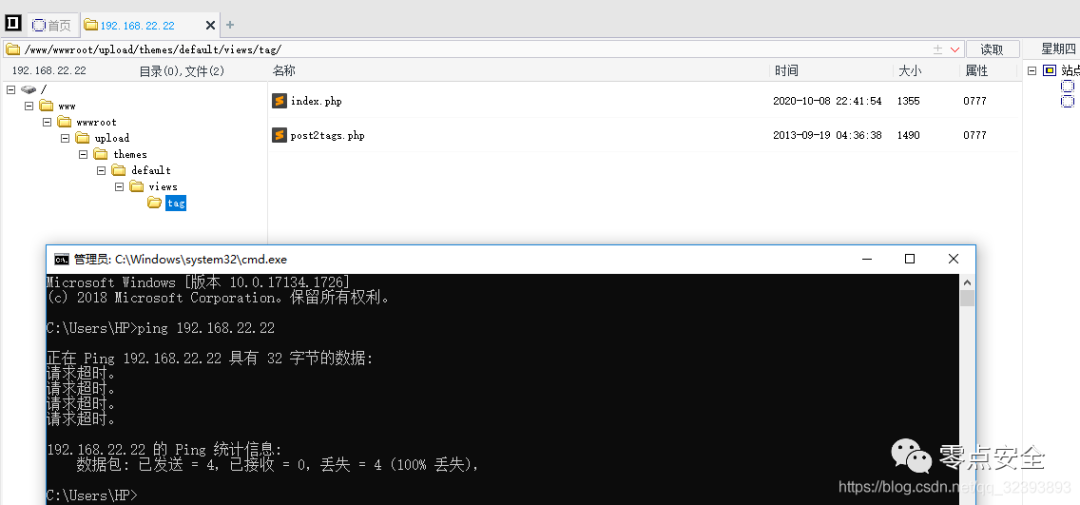 首页
192.168.22.22
/www/wwwroot/upload/themes/default/views/tag/
读取
星期四
192.168.22.22
目录(0),文件(2)
名称
时间
大小
属性
站点
/
www
wwwroot
upload
themes
default
views
tag
index.php 2020-10-08 22:41:54 1355 0777
post2tags.php 2013-09-19 04:36:38 1490 0777
管理员: C:\Windows\system32\cmd.exe
Microsoft Windows [版本 10.0.17134.1726]
(c) 2018 Microsoft Corporation。保留所有权利。
C:\Users\HP>ping 192.168.22.22
正在 Ping 192.168.22.22 具有 32 字节的数据:
请求超时。
请求超时。
请求超时。
请求超时。
192.168.22.22 的 Ping 统计信息:
数据包: 已发送 = 4, 已接收 = 0, 丢失 = 4 (100% 丢失),
C:\Users\HP>
零点安全
https://blog.csdn.net/qq_32393893